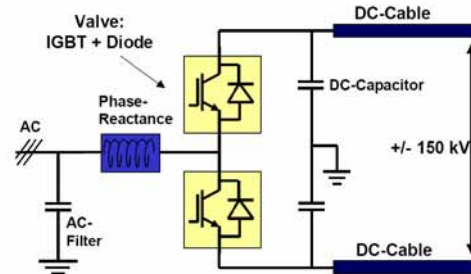 Valve:
IGBT + Diode
DC-Cable
Phase-
Reactance
DC-Capacitor
AC
+/- 150 kV
AC-
Filter
DC-Cable